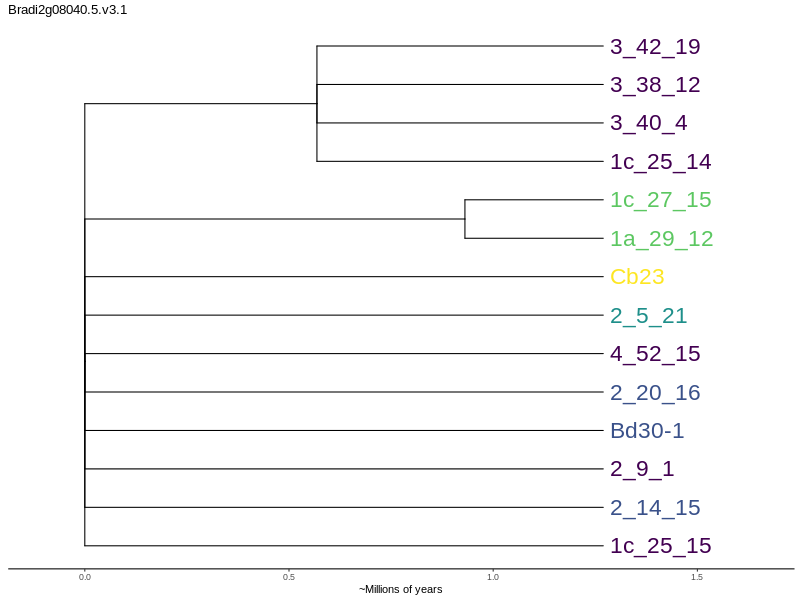 Bradi2g08040.5.v3.1
3_42_19
3_38_12
3_40_4
1c_25_14
1c_27_15
1a_29_12
Cb23
2_5_21
4_52_15
2_20_16
Bd30-1
2_9_1
2_14_15
1c_25_15
0.0 0.5 1.0 1.5
~Millions of years